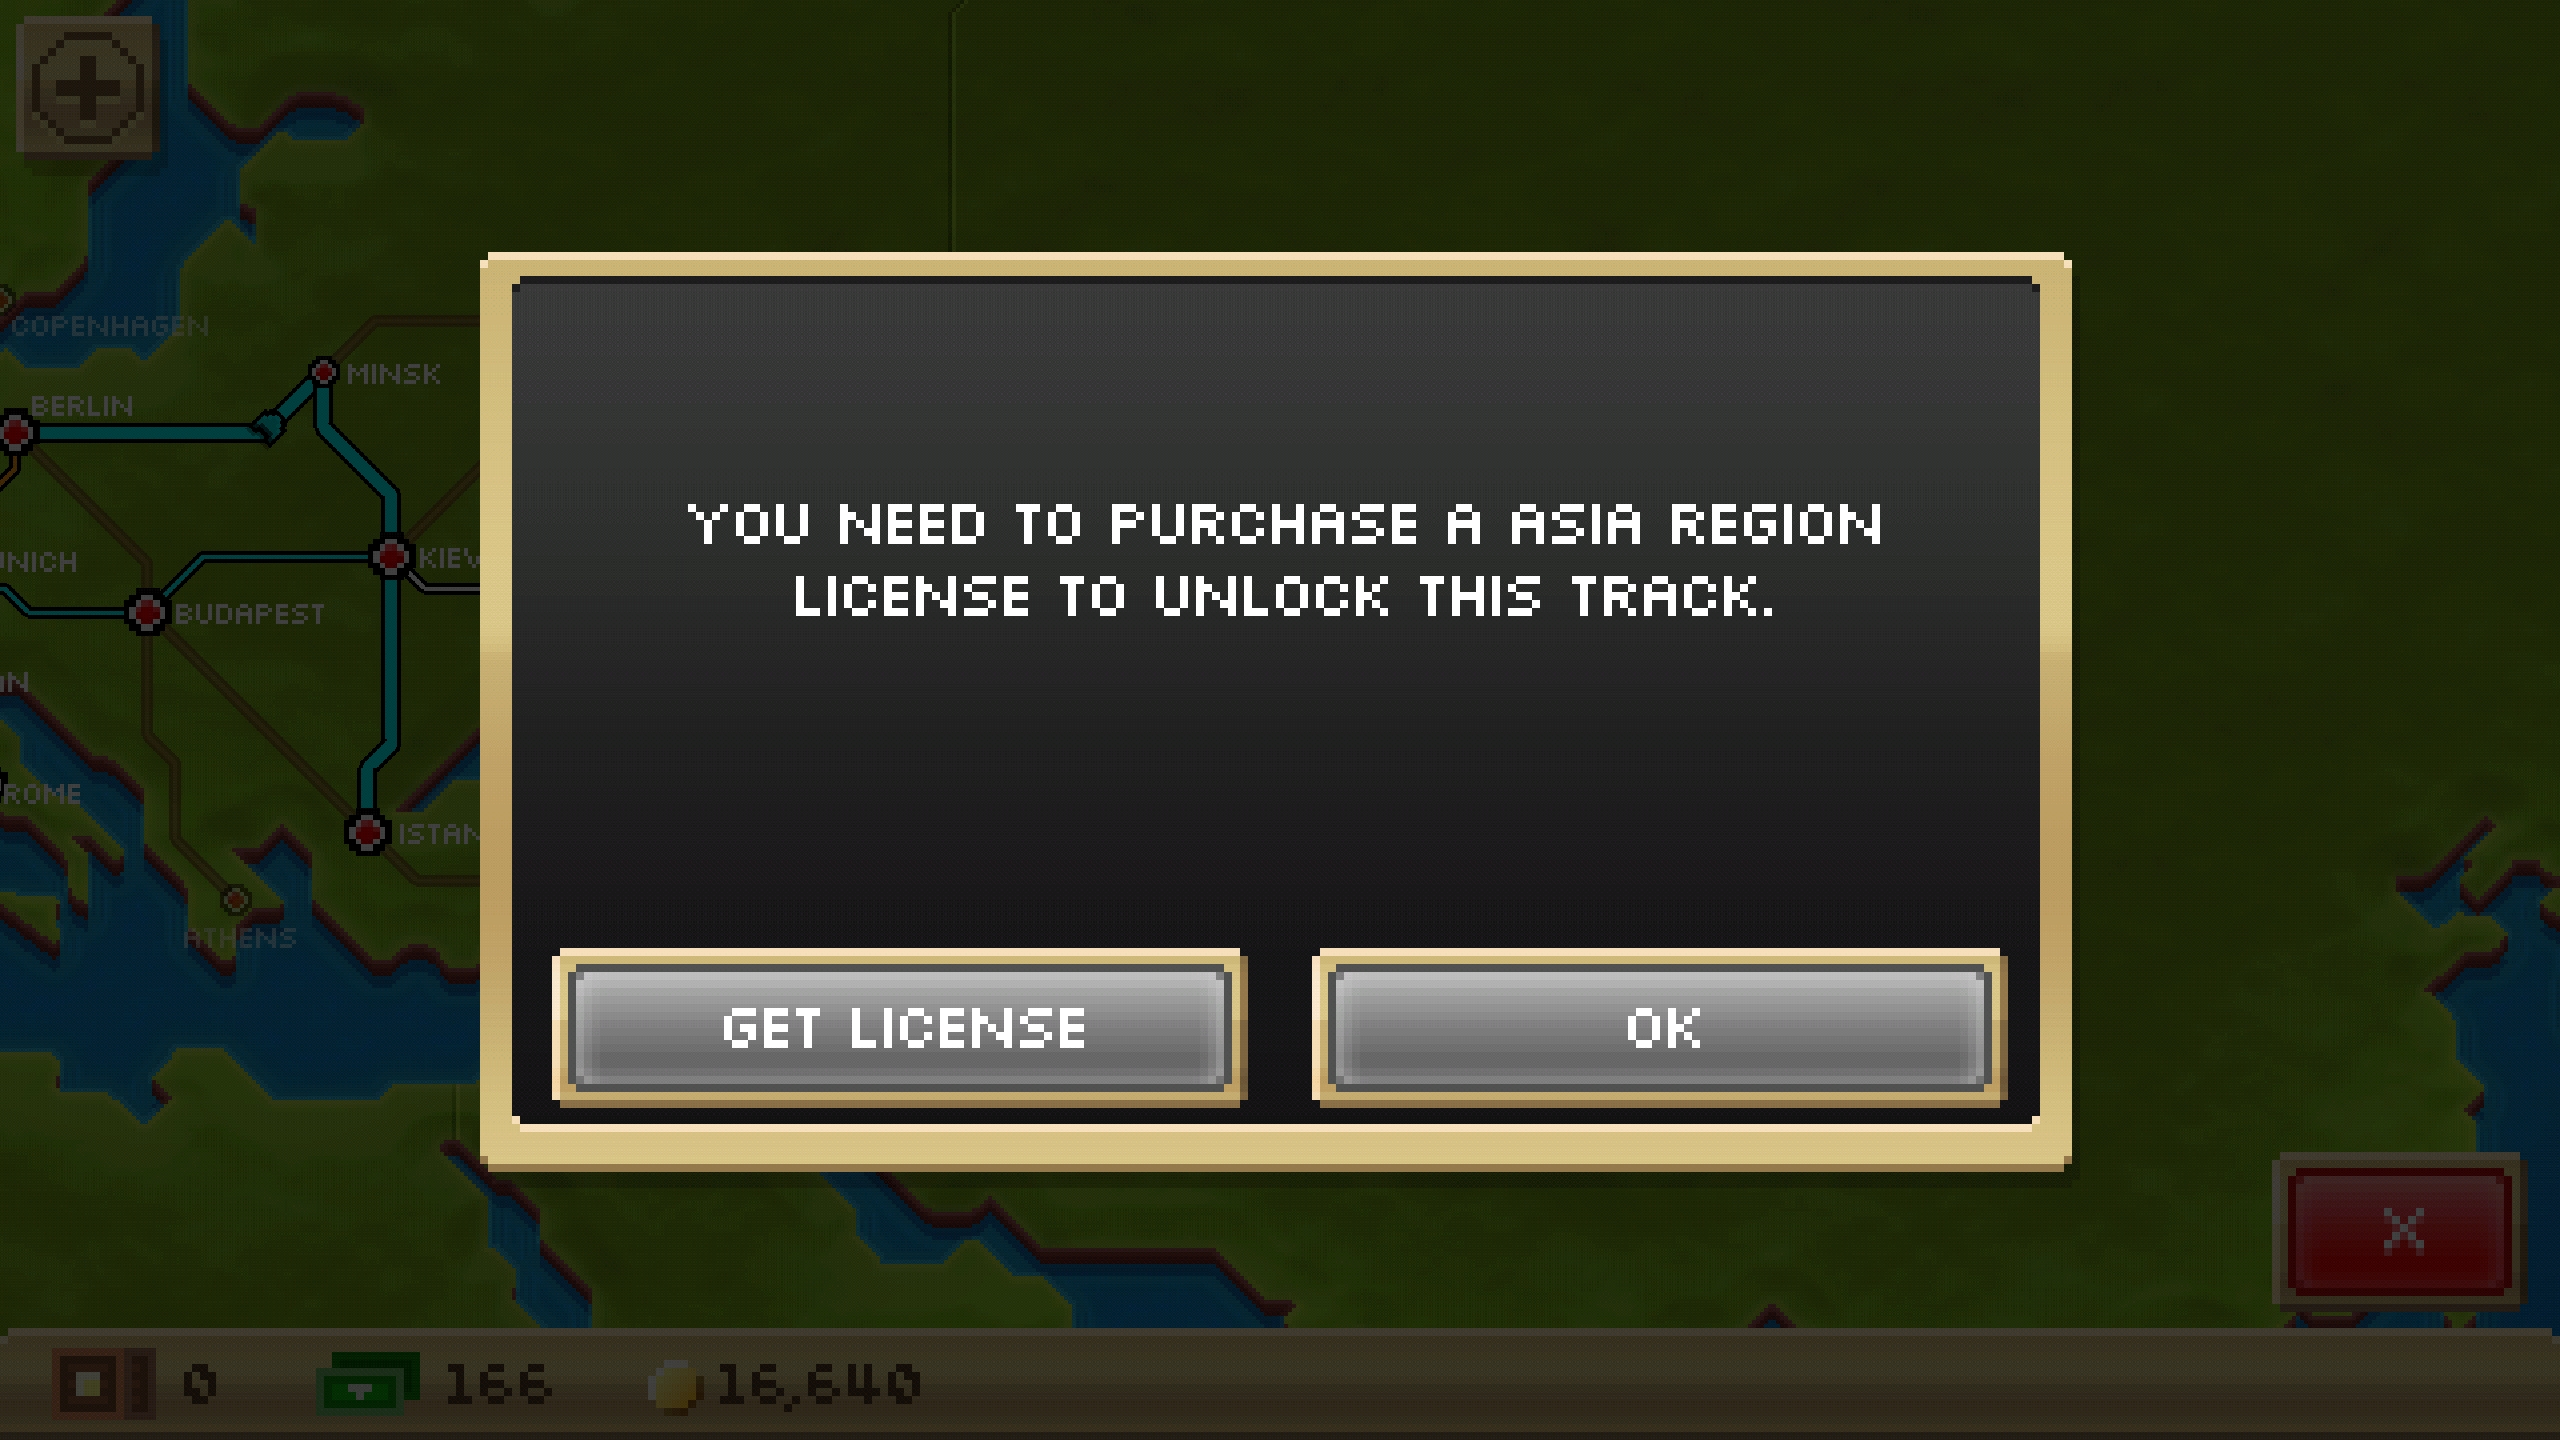 COPENHAGEN
MINSK
BERLIN
YOU NEED TO PURCHASE A ASIA REGION
LICENSE TO UNLOCK THIS TRACK.
BUDAPEST
ROME
ATHENS
GET LICENSE
OK
X
0
166
16,640